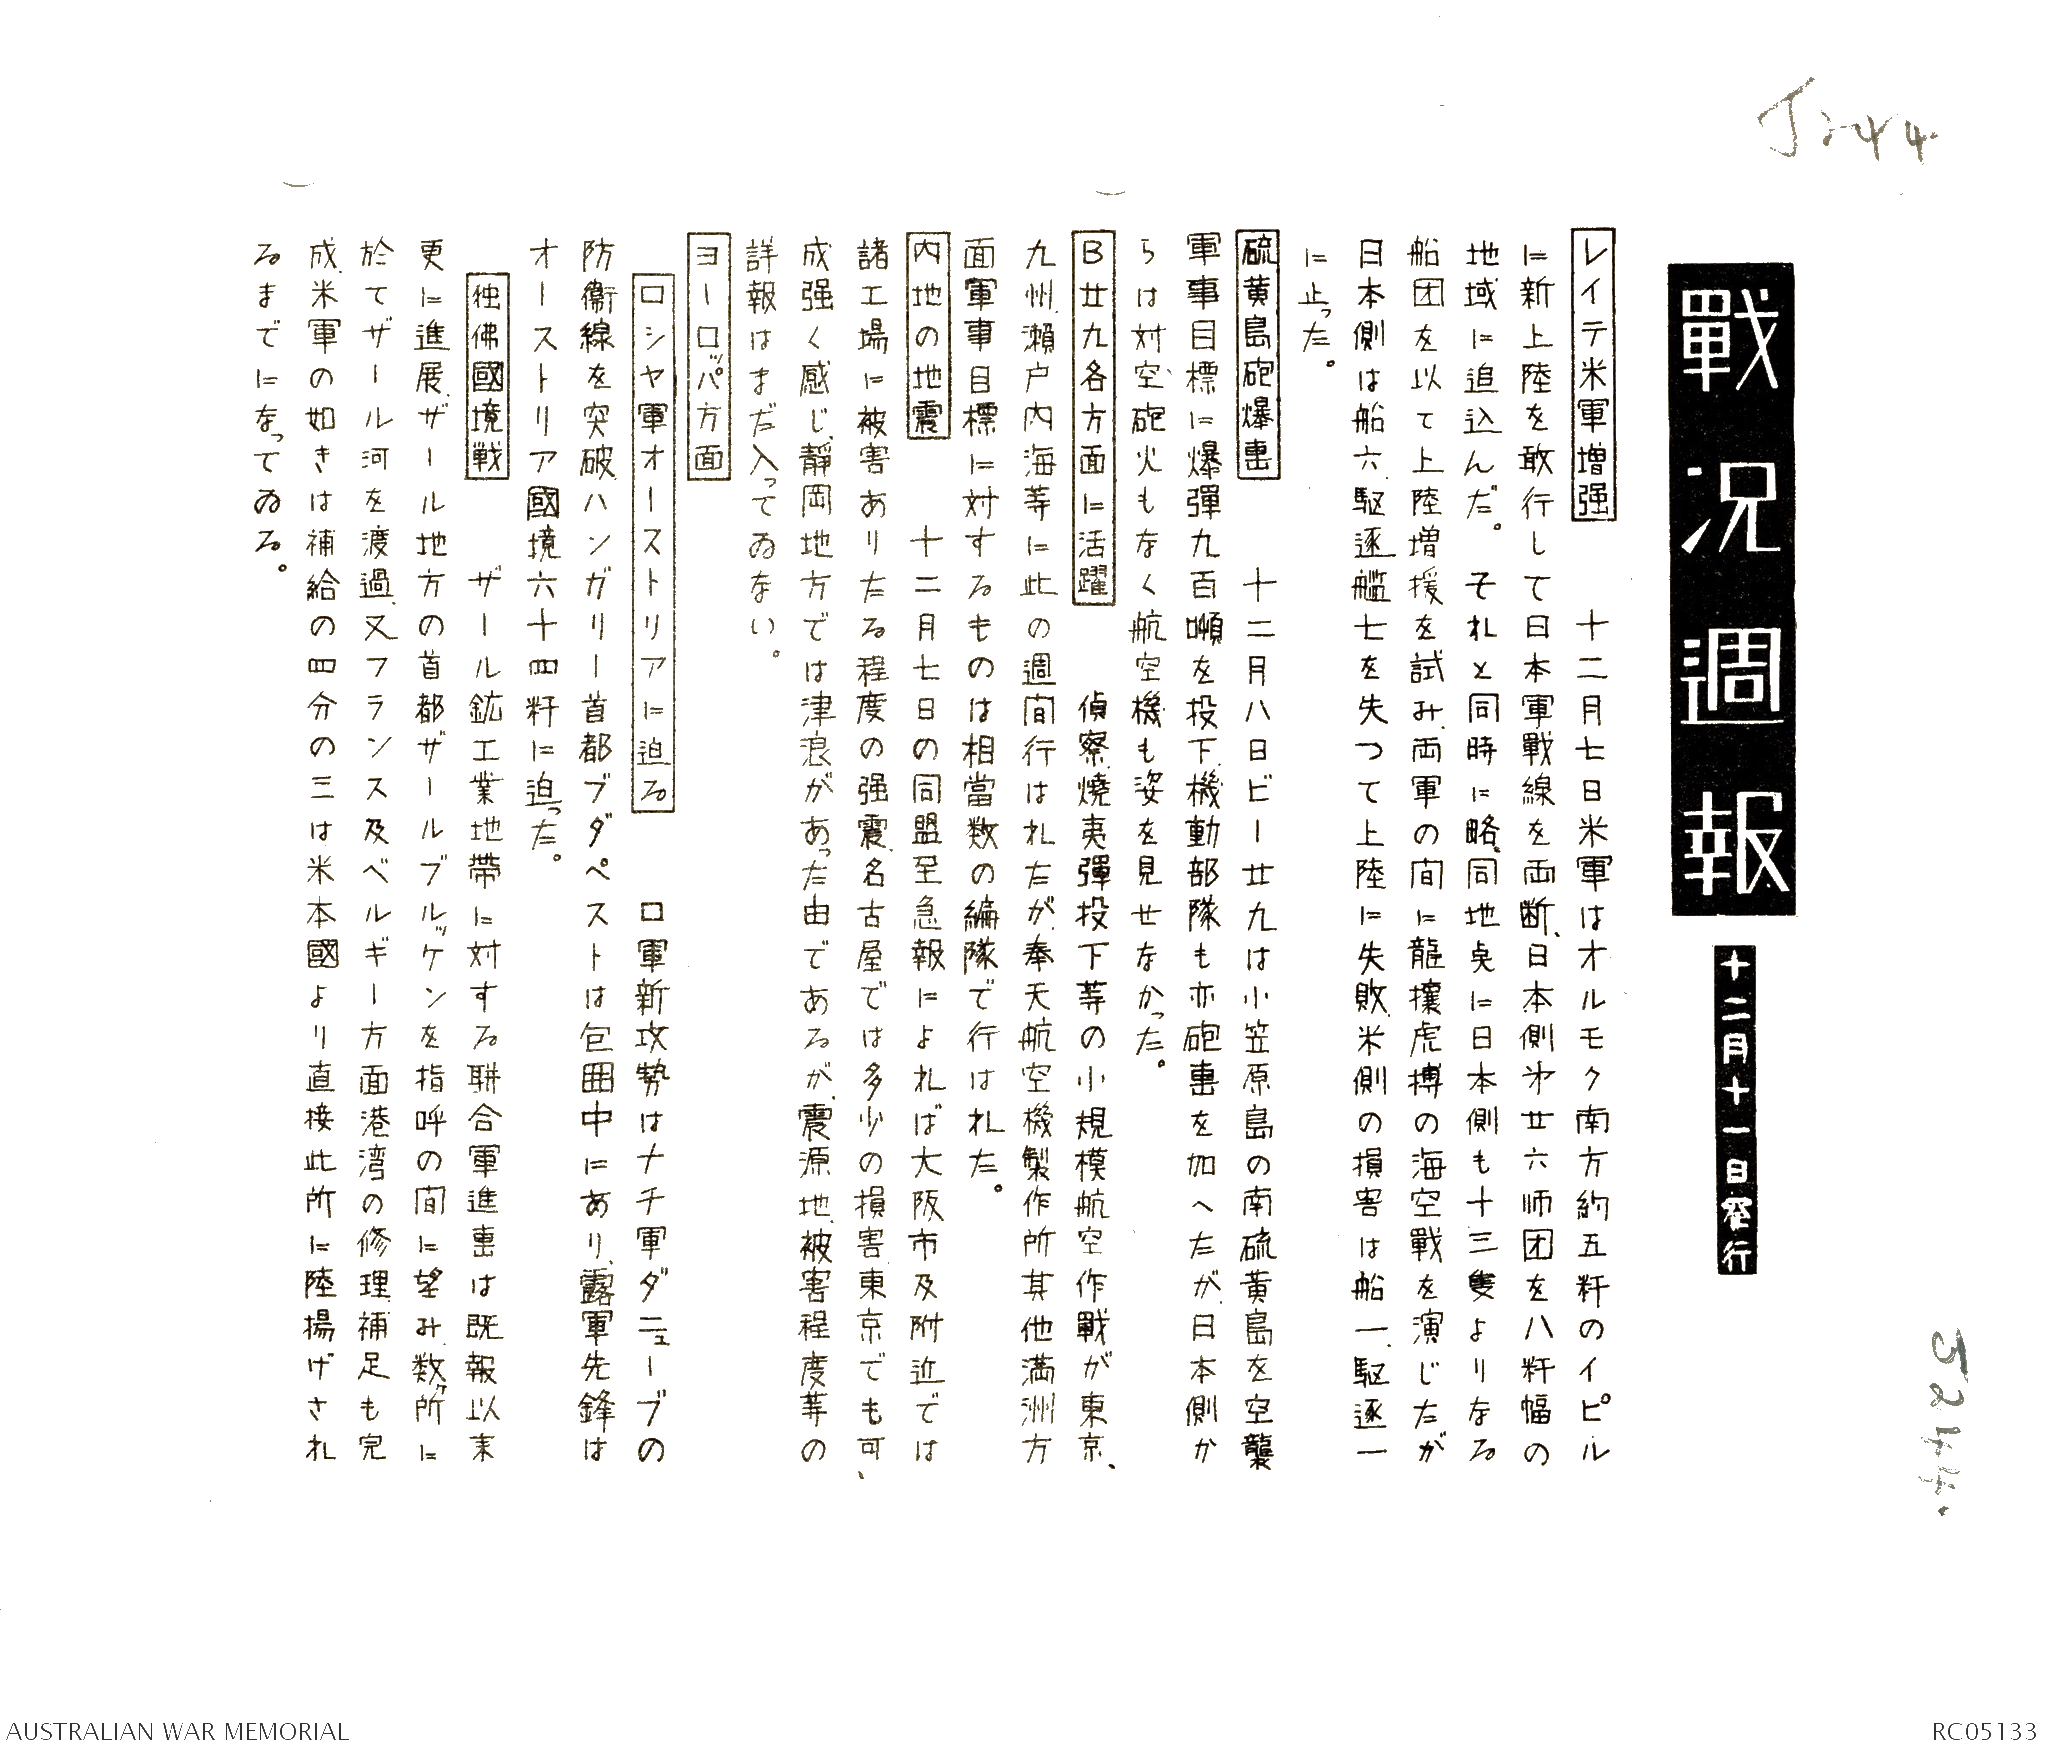 J244
戰況週報
十二月十一日発行
レイテ米軍増强 十二月七日米軍はオルモク南方約五粁のイピル
に新上陸を敢行して日本軍戰線を両断、日本側才廿六师団を八粁幅の
地域に追込んだ。それと同時に略、同地奌に日本側も十三隻よりなる
船団を以て上陸増援を試み、両軍の间に龍攘虎搏の海空戰を演じたが
日本側は船六、駆逐艦七を失つて上陸に失敗、米側の損害は船一、駆逐一
に止った。
硫黄島砲爆撃 十二月八日ビー廿九は小笠原島の南硫黄島を空襲
軍事目標に爆彈九百噸を投下、機動部隊も亦砲撃を加へたが、日本側か
らは対空砲火もなく航空機も姿を見せなかった。
B廿九各方面に活躍 偵察、燒夷彈投下等の小規模航空作戰が東京、
九州、瀬戸内海等に此の週间行はれたが、奉天航空機製作所其他満洲方
面軍事目標に対するものは相當数の編隊で行はれた。
内地の地震 十二月七日の同盟至急報によれば大阪市及附近では
諸工場に被害ありたる程度の强震、名古屋では多少の損害、東京でも可、
成强く感じ、靜岡地方では津浪があった由であるが、震源地、被害程度等の
詳報はまだ入ってゐない。
ヨーロッパ方面
ロシヤ軍オーストリアに迫る ロ軍新攻勢はナチ軍ダニューブの
防衞線を突破、ハンガリー首都ブダペストは包囲中にあり、露軍先鋒は
オーストリア國境六十四粁に迫った。
独佛國境戦 ザール鉱工業地帯に対する聨合軍進撃は既報以来
更に進展、ザール地方の首都ザールブルッケンを指呼の间に望み、数ヶ所に
於てザール河を渡過、又フランス及ベルギー方面港湾の修理、補足も完
成、米軍の如きは補給の四分の三は米本國より直接此所に陸揚げされ
るまでになってゐる。
5244.
AUSTRALIAN WAR MEMORIAL
RC05133